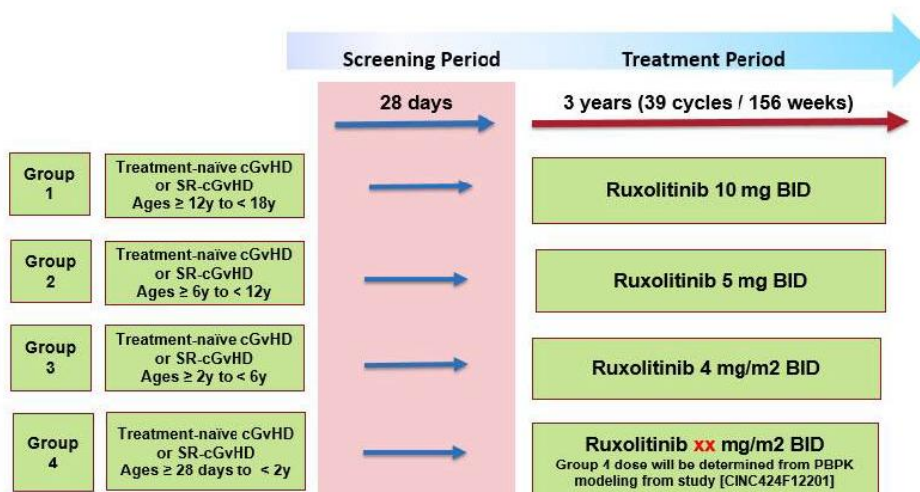 Screening Period
Treatment Period
28 days
3 years (39 cycles / 156 weeks)
Group
1
Treatment-naïve cGvHD
or SR-cGvHD
Ages ≥ 12y to < 18y
Ruxolitinib 10 mg BID
Group
2
Treatment-naïve cGvHD
or SR-cGvHD
Ages ≥ 6y to < 12y
Ruxolitinib 5 mg BID
Group
3
Treatment-naïve cGvHD
or SR-cGvHD
Ages ≥ 2y to < 6y
Ruxolitinib 4 mg/m2 BID
Group
4
Treatment-naïve cGvHD
or SR-cGvHD
Ages ≥ 28 days to < 2y
Ruxolitinib xx mg/m2 BID
Group 4 dose will be determined from PBPK
modeling from study [CINC424F12201]